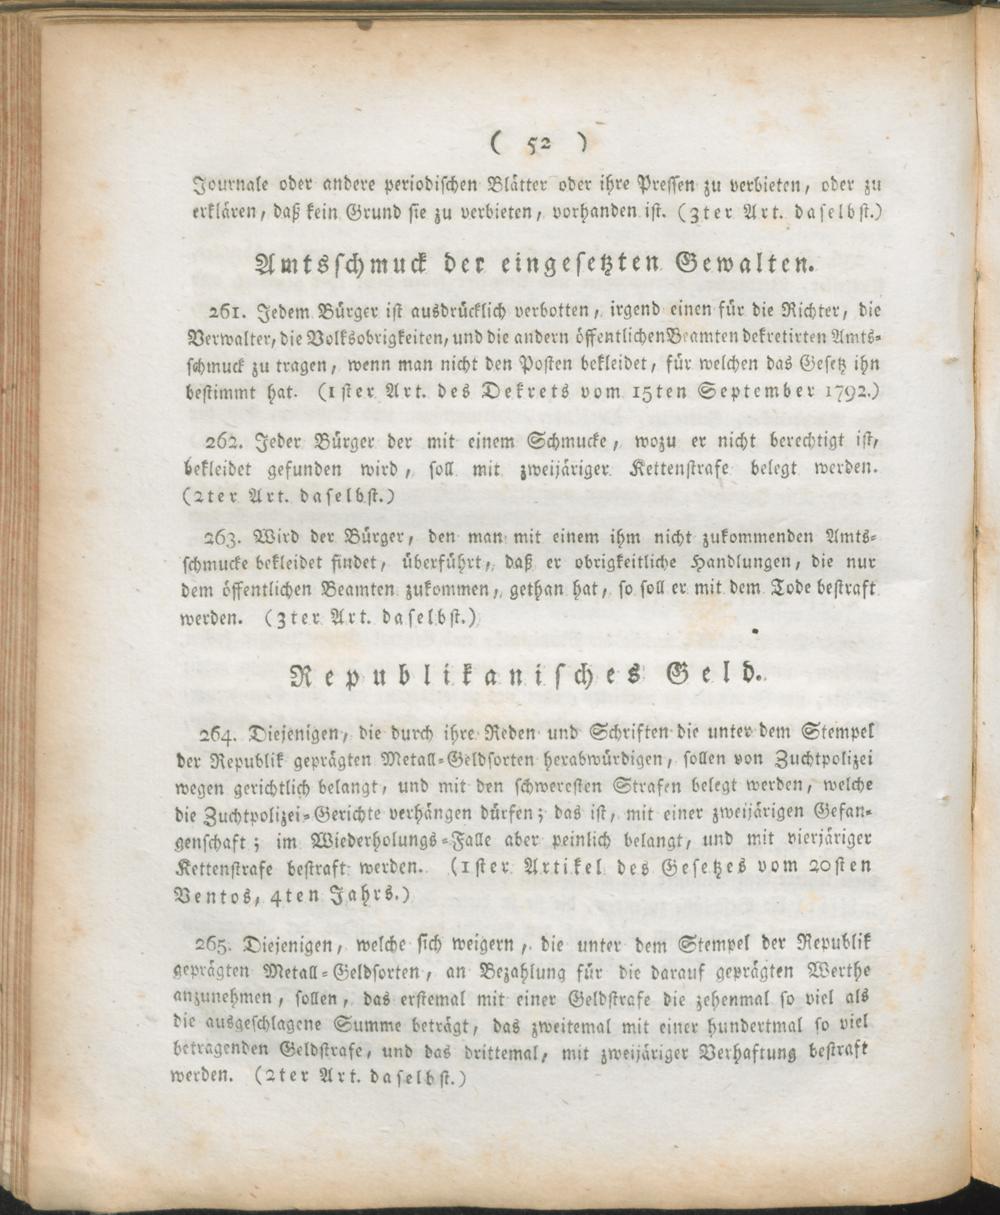 ( 52 )
Journale oder andere periodischen Blätter oder ihre Pressen zu verbieten, oder zu
erklären, daß kein Grund sie zu verbieten, vorhanden ist. (3ter Art. daselbst.)
Amtsschmuck der eingesetzten Gewalten.
261. Jedem Bürger ist ausdrücklich verbotten, irgend einen für die Richter, die
Verwalter, die Volksobrigkeiten, und die andern öffentlichen Beamten dekretirten Amts-
schmuck zu tragen, wenn man nicht den Posten bekleidet, für welchen das Gesetz ihn
bestimmt hat. (1ster Art. des Dekrets vom 15ten September 1792.)
262. Jeder Bürger der mit einem Schmucke, wozu er nicht berechtigt ist,
bekleidet gefunden wird, soll mit zweijäriger Kettenstrafe belegt werden.
(2ter Art. daselbst.)
263. Wird der Bürger, den man mit einem ihm nicht zukommenden Amts-
schmucke bekleidet findet, überführt, daß er obrigkeitliche Handlungen, die nur
dem öffentlichen Beamten zukommen, gethan hat, so soll er mit dem Tode bestraft
werden. (3ter Art. daselbst.)
Republikanisches Geld.
264. Diejenigen, die durch ihre Reden und Schriften die unter dem Stempel
der Republik geprägten Metall-Geldsorten herabwürdigen, sollen von Zuchtpolizei
wegen gerichtlich belangt, und mit den schweresten Strafen belegt werden, welche
die Zuchtpolizei-Gerichte verhängen dürfen; das ist, mit einer zweijärigen Gefan-
genschaft; im Wiederholungs-Falle aber peinlich belangt, und mit vierjäriger
Kettenstrafe bestraft werden. (1ster Artikel des Gesetzes vom 20sten
Ventos, 4ten Jahrs.)
265. Diejenigen, welche sich weigern, die unter dem Stempel der Republik
geprägten Metall-Geldsorten, an Bezahlung für die darauf geprägten Werthe
anzunehmen, sollen, das erstemal mit einer Geldstrafe die zehenmal so viel als
die ausgeschlagene Summe beträgt, das zweitemal mit einer hundertmal so viel
betragenden Geldstrafe, und das drittemal, mit zweijäriger Verhaftung bestraft
werden. (2ter Art. daselbst.)